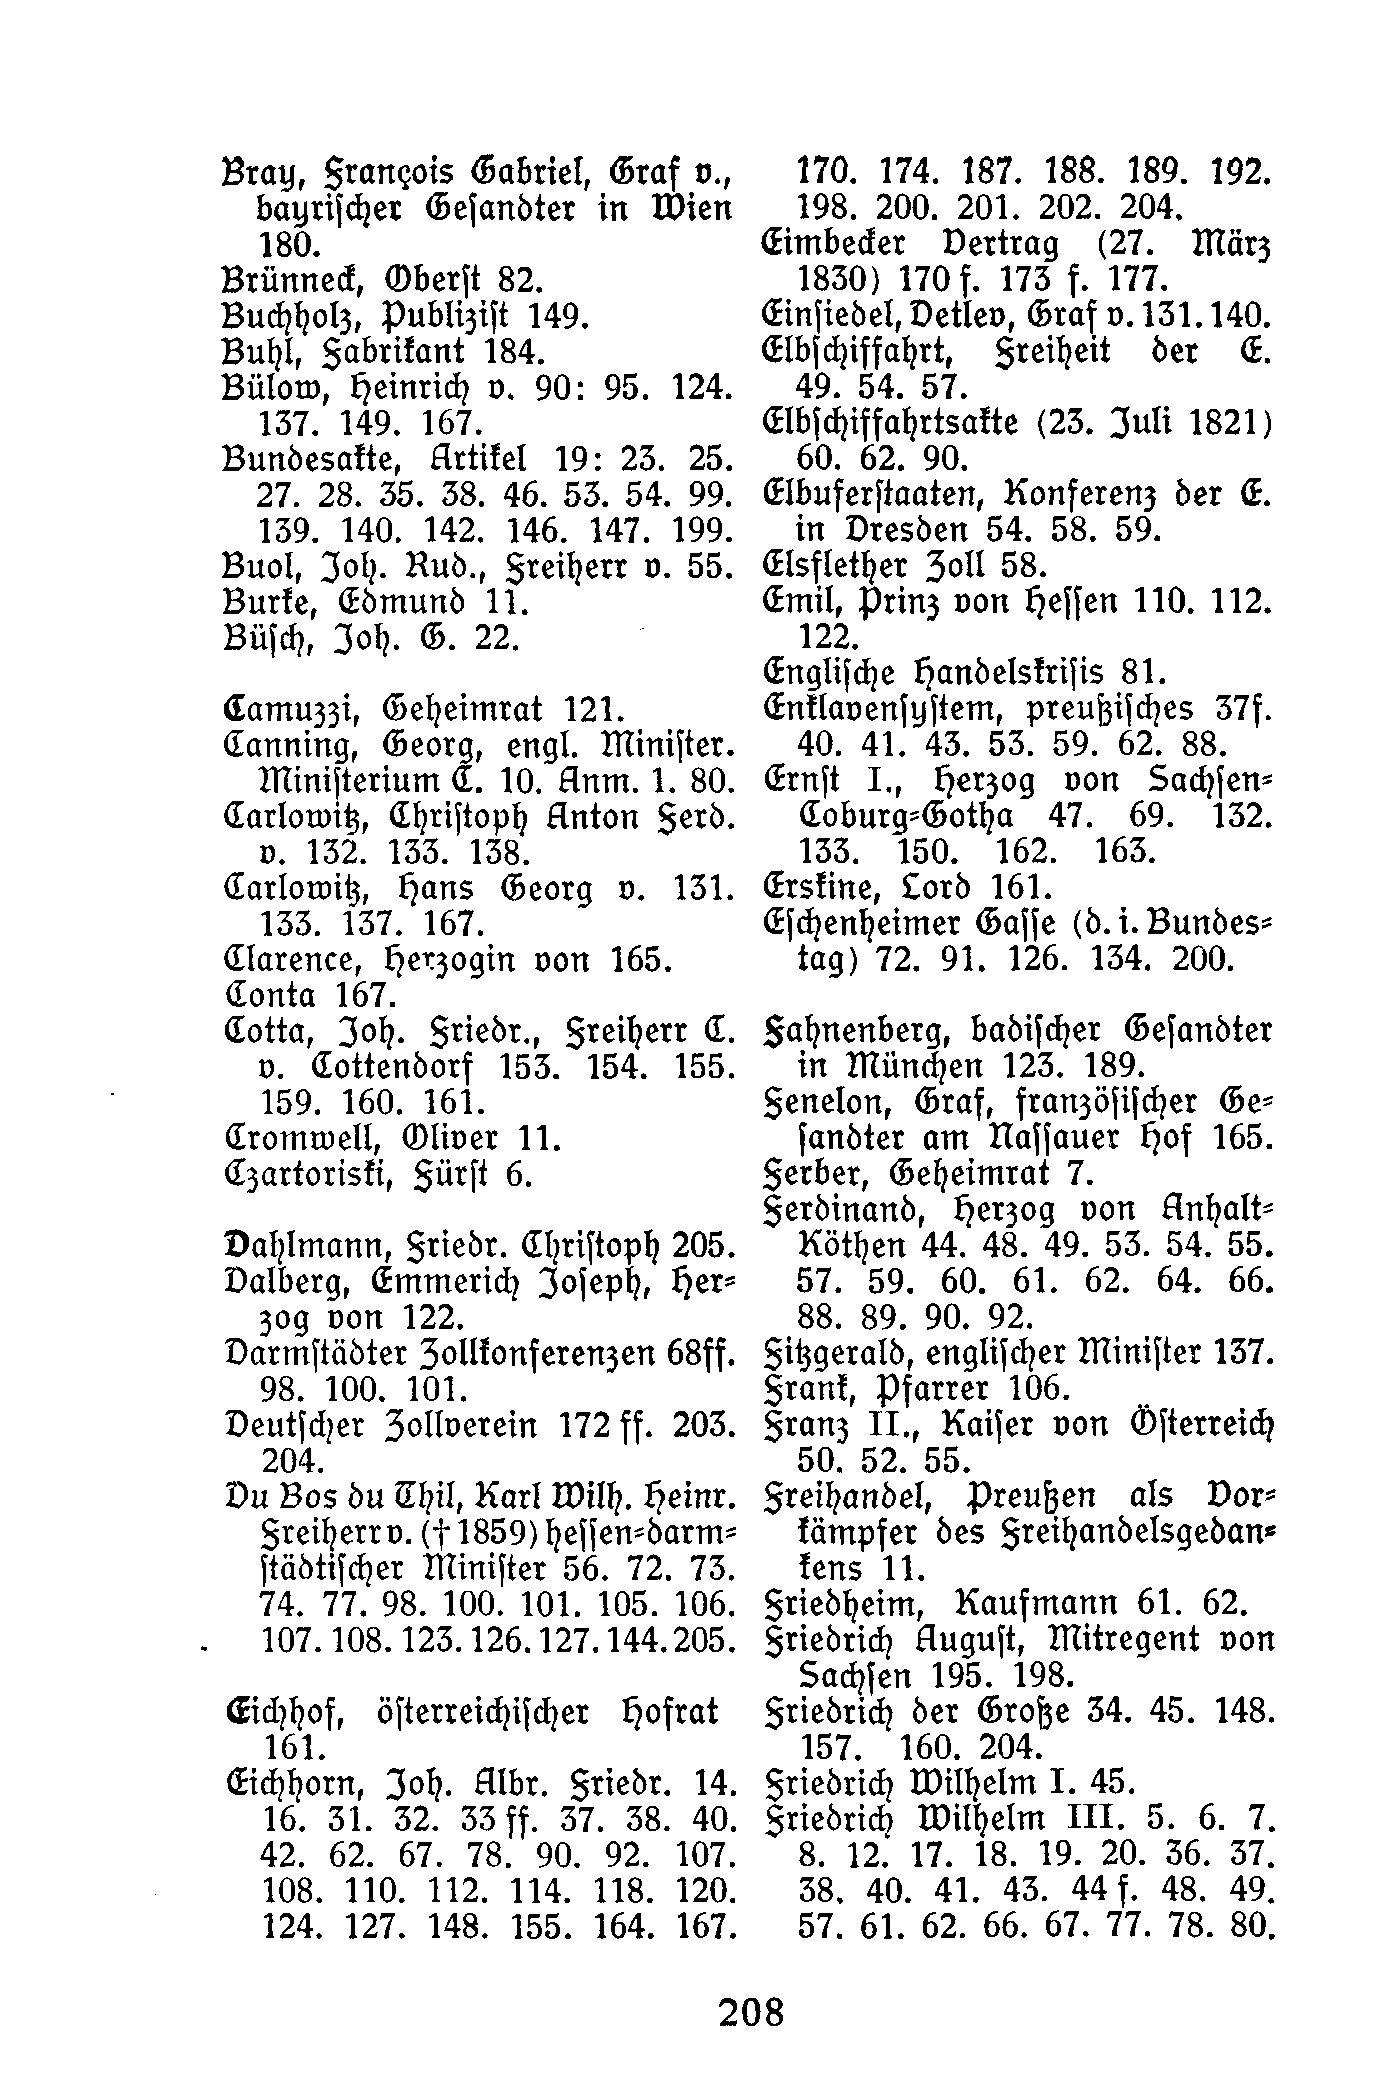 Bray, François Gabriel, Graf v.,
bayrischer Gesandter in Wien
180.
Brünneck, Oberst 82.
Buchholz, Publizist 149.
Buhl, Fabrikant 184.
Bülow, Heinrich v. 90: 95. 124.
137. 149. 167.
Bundesakte, Artikel 19: 23. 25.
27. 28. 35. 38. 46. 53. 54. 99.
139. 140. 142. 146. 147. 199.
Buol, Joh. Rud., Freiherr v. 55.
Burke, Edmund 11.
Büsch, Joh. G. 22.
Camuzzi, Geheimrat 121.
Canning, Georg, engl. Minister.
Ministerium C. 10. Anm. 1. 80.
Carlowitz, Christoph Anton Ferd.
v. 132. 133. 138.
Carlowitz, Hans Georg v. 131.
133. 137. 167.
Clarence, Herzogin von 165.
Conta 167.
Cotta, Joh. Friedr., Freiherr C.
v. Cottendorf 153. 154. 155.
159. 160. 161.
Cromwell, Oliver 11.
Czartoriski, Fürst 6.
Dahlmann, Friedr. Christoph 205.
Dalberg, Emmerich Joseph, Her-
zog von 122.
Darmstädter Zollkonferenzen 68ff.
98. 100. 101.
Deutscher Zollverein 172 ff. 203.
204.
Du Bos du Thil, Karl Wilh. Heinr.
Freiherr v. († 1859) hessen-darm-
städtischer Minister 56. 72. 73.
74. 77. 98. 100. 101. 105. 106.
107. 108. 123. 126. 127. 144. 205.
Eichhof, österreichischer Hofrat
161.
Eichhorn, Joh. Albr. Friedr. 14.
16. 31. 32. 33 ff. 37. 38. 40.
42. 62. 67. 78. 90. 92. 107.
108. 110. 112. 114. 118. 120.
124. 127. 148. 155. 164. 167.
170. 174. 187. 188. 189. 192.
198. 200. 201. 202. 204.
Eimbecker Vertrag (27. März
1830) 170 f. 173 f. 177.
Einsiedel, Detlev, Graf v. 131. 140.
Elbschiffahrt, Freiheit der E.
49. 54. 57.
Elbschiffahrtsakte (23. Juli 1821)
60. 62. 90.
Elbuferstaaten, Konferenz der E.
in Dresden 54. 58. 59.
Elsflether Zoll 58.
Emil, Prinz von Hessen 110. 112.
122.
Englische Handelskrisis 81.
Enklavensystem, preußisches 37f.
40. 41. 43. 53. 59. 62. 88.
Ernst I., Herzog von Sachsen-
Coburg-Gotha 47. 69. 132.
133. 150. 162. 163.
Erskine, Lord 161.
Eschenheimer Gasse (d. i. Bundes-
tag) 72. 91. 126. 134. 200.
Fahnenberg, badischer Gesandter
in München 123. 189.
Fenelon, Graf, französischer Ge-
sandter am Nassauer Hof 165.
Ferber, Geheimrat 7.
Ferdinand, Herzog von Anhalt-
Köthen 44. 48. 49. 53. 54. 55.
57. 59. 60. 61. 62. 64. 66.
88. 89. 90. 92.
Fitzgerald, englischer Minister 137.
Frank, Pfarrer 106.
Franz II., Kaiser von Österreich
50. 52. 55.
Freihandel, Preußen als Vor-
kämpfer des Freihandelsgedan-
kens 11.
Friedheim, Kaufmann 61. 62.
Friedrich August, Mitregent von
Sachsen 195. 198.
Friedrich der Große 34. 45. 148.
157. 160. 204.
Friedrich Wilhelm I. 45.
Friedrich Wilhelm III. 5. 6. 7.
8. 12. 17. 18. 19. 20. 36. 37.
38. 40. 41. 43. 44 f. 48. 49.
57. 61. 62. 66. 67. 77. 78. 80.
208